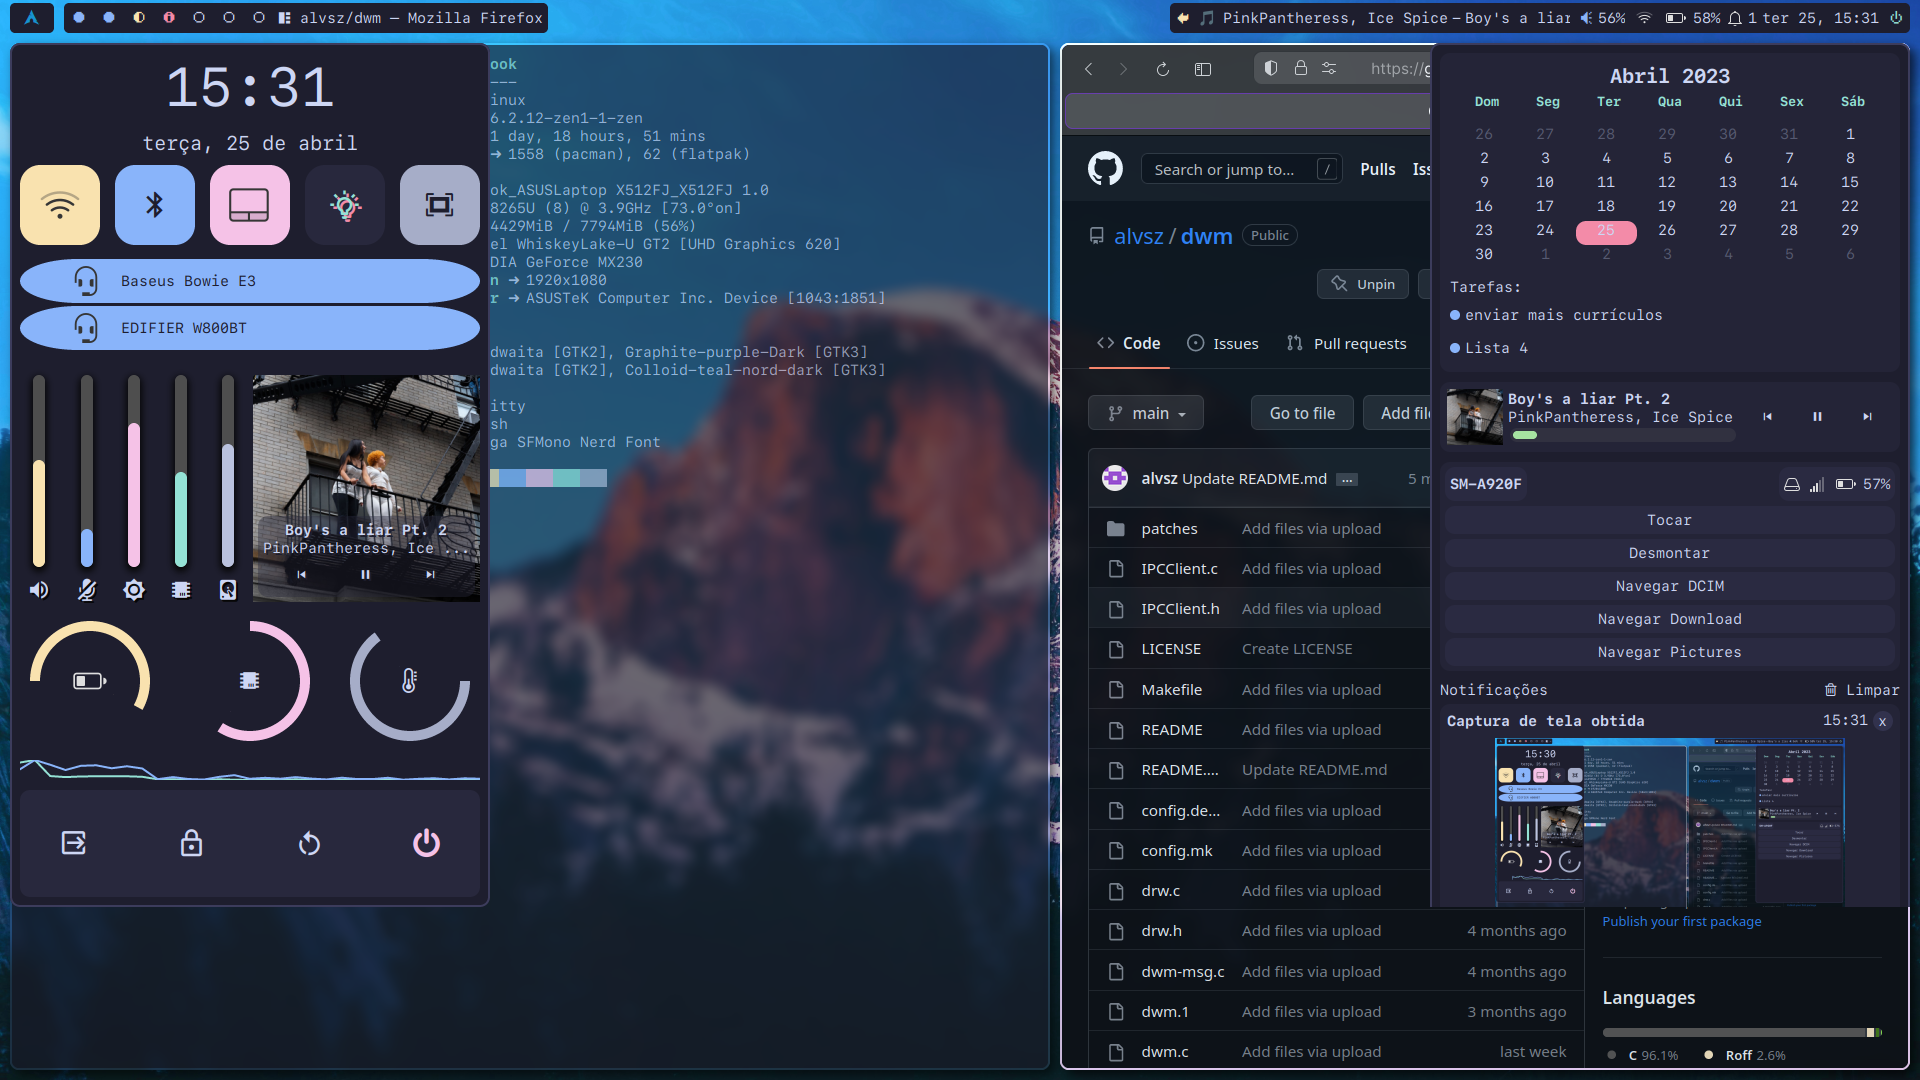 alvsz/dwm — Mozilla Firefox
PinkPantheress, Ice Spice – Boy's a liar
56%
58%
1 ter 25, 15:31
15:31
terça, 25 de abril
Baseus Bowie E3
EDIFIER W800BT
Boy's a liar Pt. 2
PinkPantheress, Ice ...
ook
---
inux
6.2.12-zen1-1-zen
1 day, 18 hours, 51 mins
➜ 1558 (pacman), 62 (flatpak)
ok_ASUSLaptop X512FJ_X512FJ 1.0
8265U (8) @ 3.9GHz [73.0°on]
4429MiB / 7794MiB (56%)
el WhiskeyLake-U GT2 [UHD Graphics 620]
DIA GeForce MX230
n ➜ 1920x1080
r ➜ ASUSTeK Computer Inc. Device [1043:1851]
dwaita [GTK2], Graphite-purple-Dark [GTK3]
dwaita [GTK2], Colloid-teal-nord-dark [GTK3]
itty
sh
ga SFMono Nerd Font
https://g
Search or jump to...
/
Pulls
Iss
alvsz / dwm
Public
Unpin
Code
Issues
Pull requests
main
Go to file
Add file
alvsz Update README.md ...
5 m
patches Add files via upload
IPCClient.c Add files via upload
IPCClient.h Add files via upload
LICENSE Create LICENSE
Makefile Add files via upload
README Add files via upload
README.... Update README.md
config.de... Add files via upload
config.mk Add files via upload
drw.c Add files via upload
drw.h Add files via upload 4 months ago
dwm-msg.c Add files via upload 4 months ago
dwm.1 Add files via upload 3 months ago
dwm.c Add files via upload last week
Publish your first package
Languages
C 96.1%
Roff 2.6%
Abril 2023
Dom Seg Ter Qua Qui Sex Sáb
26 27 28 29 30 31 1
2 3 4 5 6 7 8
9 10 11 12 13 14 15
16 17 18 19 20 21 22
23 24 25 26 27 28 29
30 1 2 3 4 5 6
Tarefas:
enviar mais currículos
Lista 4
Boy's a liar Pt. 2
PinkPantheress, Ice Spice
SM-A920F
57%
Tocar
Desmontar
Navegar DCIM
Navegar Download
Navegar Pictures
Notificações
Limpar
Captura de tela obtida
15:31 x
15:30